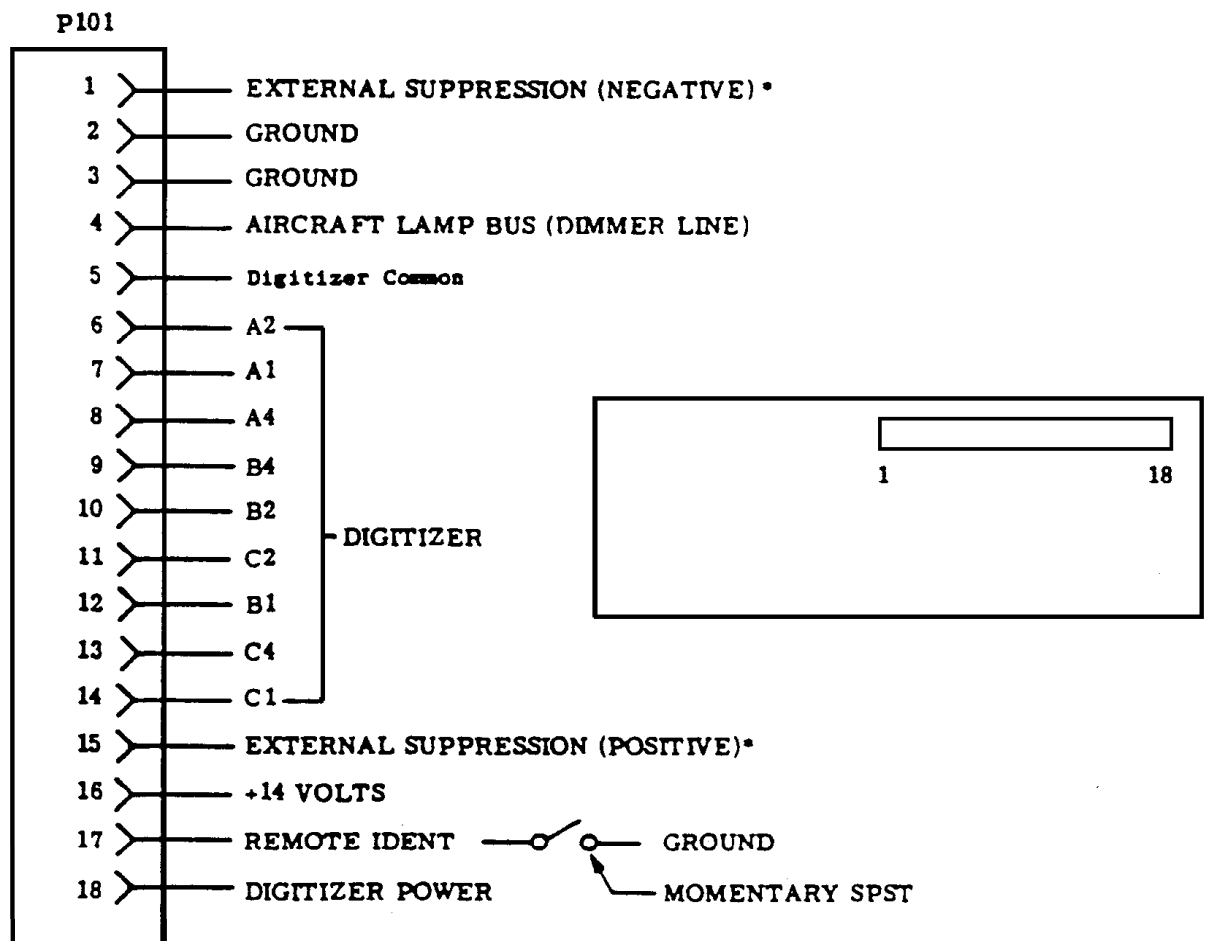 P101
1 EXTERNAL SUPPRESSION (NEGATIVE)*
2 GROUND
3 GROUND
4 AIRCRAFT LAMP BUS (DIMMER LINE)
5 Digitizer Common
6 A2
7 A1
8 A4
9 B4
10 B2
DIGITIZER
11 C2
12 B1
13 C4
14 C1
15 EXTERNAL SUPPRESSION (POSITIVE)*
16 +14 VOLTS
17 REMOTE IDENT GROUND
18 DIGITIZER POWER MOMENTARY SPST
1 18